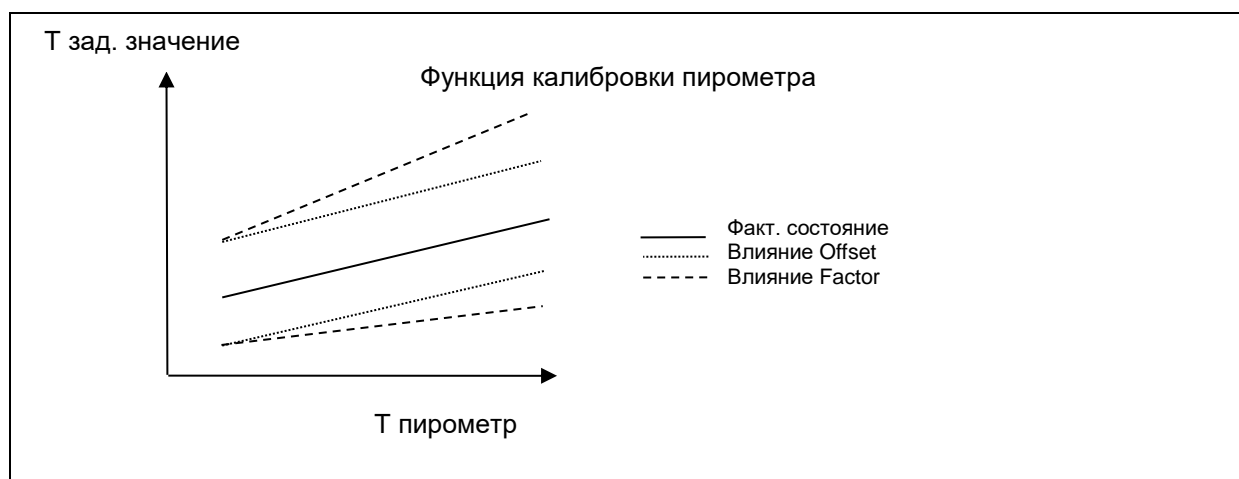 Т зад. значение
Функция калибровки пирометра
Факт. состояние
Влияние Offset
Влияние Factor
Т пирометр